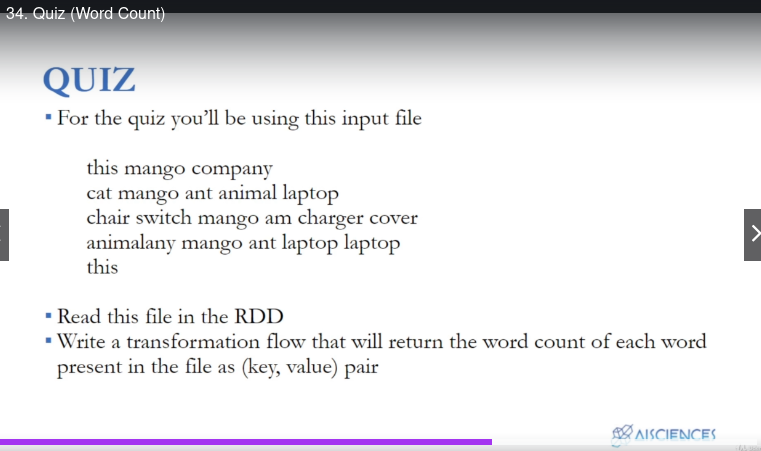 34. Quiz (Word Count)
QUIZ
▪ For the quiz you'll be using this input file
this mango company
cat mango ant animal laptop
chair switch mango am charger cover
animalany mango ant laptop laptop
this
▪ Read this file in the RDD
▪ Write a transformation flow that will return the word count of each word
present in the file as (key, value) pair
AISCIENCES